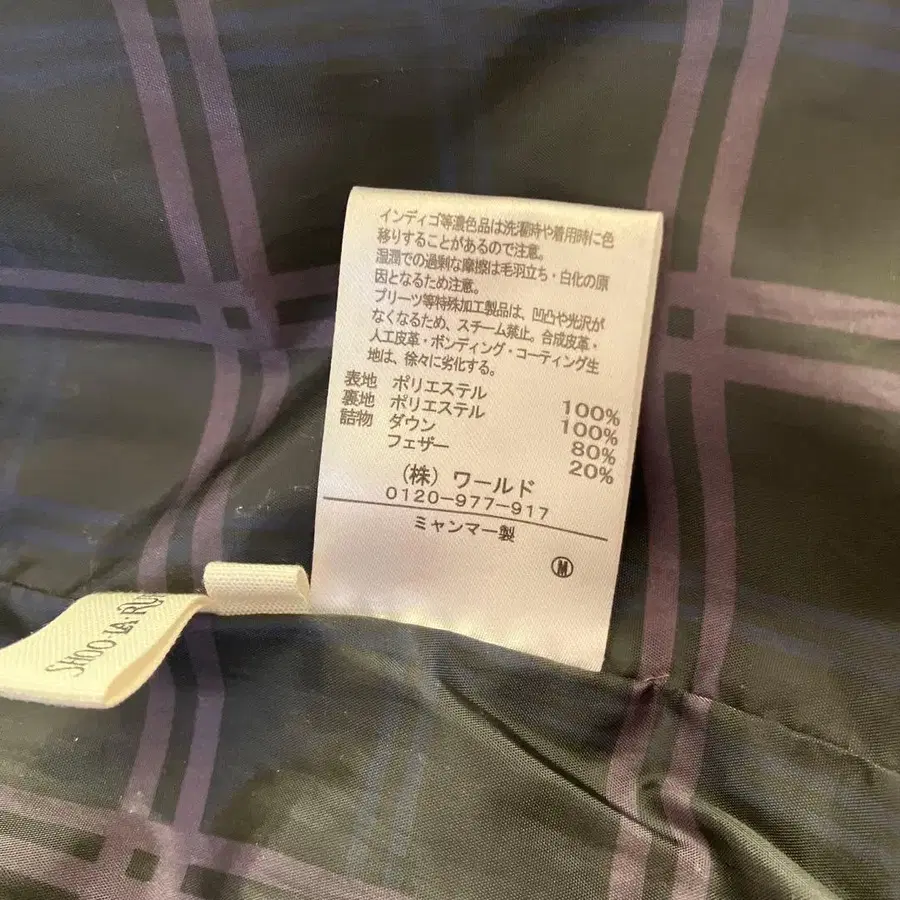 インディゴ等濃色品は洗濯時や着用時に色
移りすることがあるので注意。
湿潤での過剰な摩擦は毛羽立ち・白化の原
因となるため注意。
プリーツ等特殊加工製品は、凹凸や光沢が
なくなるため、スチーム禁止。合成皮革・
人工皮革・ボンディング・コーティング生
地は、徐々に劣化する。
表地 ポリエステル 100%
裏地 ポリエステル 100%
詰物 ダウン 80%
フェザー 20%
(株) ワールド
0120-977-917
ミャンマー製
M
SHOO·LA·RU